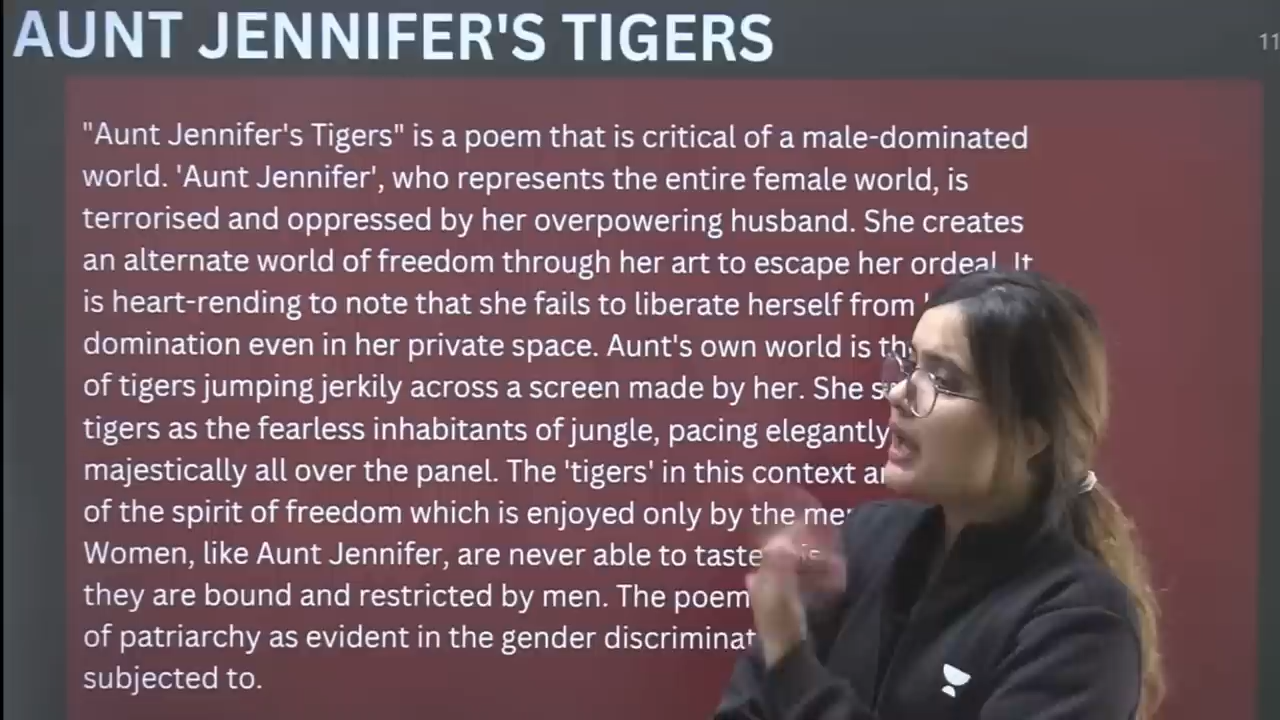 AUNT JENNIFER'S TIGERS
11
"Aunt Jennifer's Tigers" is a poem that is critical of a male-dominated
world. 'Aunt Jennifer', who represents the entire female world, is
terrorised and oppressed by her overpowering husband. She creates
an alternate world of freedom through her art to escape her ordeal. It
is heart-rending to note that she fails to liberate herself from
domination even in her private space. Aunt's own world is
of tigers jumping jerkily across a screen made by her. She
tigers as the fearless inhabitants of jungle, pacing elegantly
majestically all over the panel. The 'tigers' in this context
of the spirit of freedom which is enjoyed only by the
Women, like Aunt Jennifer, are never able to taste
they are bound and restricted by men. The poem
of patriarchy as evident in the gender
subjected to.